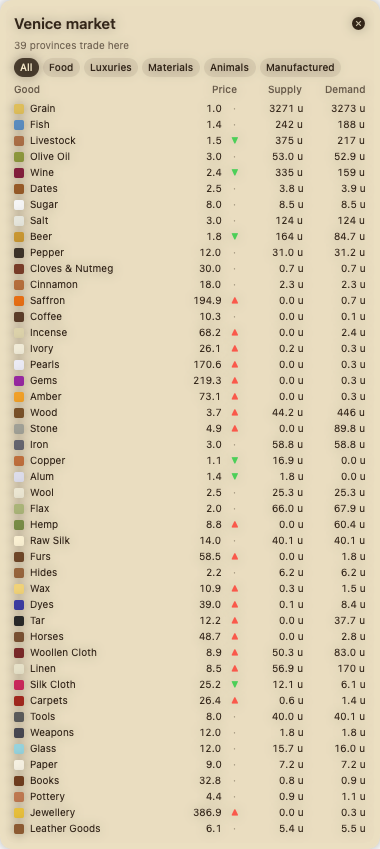 Venice market
39 provinces trade here
All Food Luxuries Materials Animals Manufactured
Good Price Supply Demand
Grain 1.0 · 3271 u 3273 u
Fish 1.4 · 242 u 188 u
Livestock 1.5 ▼ 375 u 217 u
Olive Oil 3.0 · 53.0 u 52.9 u
Wine 2.4 ▼ 335 u 159 u
Dates 2.5 · 3.8 u 3.9 u
Sugar 8.0 · 8.5 u 8.5 u
Salt 3.0 · 124 u 124 u
Beer 1.8 ▼ 164 u 84.7 u
Pepper 12.0 · 31.0 u 31.2 u
Cloves & Nutmeg 30.0 · 0.7 u 0.7 u
Cinnamon 18.0 · 2.3 u 2.3 u
Saffron 194.9 ▲ 0.0 u 0.7 u
Coffee 10.3 · 0.0 u 0.1 u
Incense 68.2 ▲ 0.0 u 2.4 u
Ivory 26.1 ▲ 0.2 u 0.3 u
Pearls 170.6 ▲ 0.0 u 0.3 u
Gems 219.3 ▲ 0.0 u 0.3 u
Amber 73.1 ▲ 0.0 u 0.3 u
Wood 3.7 ▲ 44.2 u 446 u
Stone 4.9 ▲ 0.0 u 89.8 u
Iron 3.0 · 58.8 u 58.8 u
Copper 1.1 ▼ 16.9 u 0.0 u
Alum 1.4 ▼ 1.8 u 0.0 u
Wool 2.5 · 25.3 u 25.3 u
Flax 2.0 · 66.0 u 67.9 u
Hemp 8.8 ▲ 0.0 u 60.4 u
Raw Silk 14.0 · 40.1 u 40.1 u
Furs 58.5 ▲ 0.0 u 1.8 u
Hides 2.2 · 6.2 u 6.2 u
Wax 10.9 ▲ 0.3 u 1.5 u
Dyes 39.0 ▲ 0.1 u 8.4 u
Tar 12.2 ▲ 0.0 u 37.7 u
Horses 48.7 ▲ 0.0 u 2.8 u
Woollen Cloth 8.9 ▲ 50.3 u 83.0 u
Linen 8.5 ▲ 56.9 u 170 u
Silk Cloth 25.2 ▼ 12.1 u 6.1 u
Carpets 26.4 ▲ 0.6 u 1.4 u
Tools 8.0 · 40.0 u 40.1 u
Weapons 12.0 · 1.8 u 1.8 u
Glass 12.0 · 15.7 u 16.0 u
Paper 9.0 · 7.2 u 7.2 u
Books 32.8 · 0.8 u 0.9 u
Pottery 4.4 · 0.9 u 1.1 u
Jewellery 386.9 ▲ 0.0 u 0.3 u
Leather Goods 6.1 · 5.4 u 5.5 u